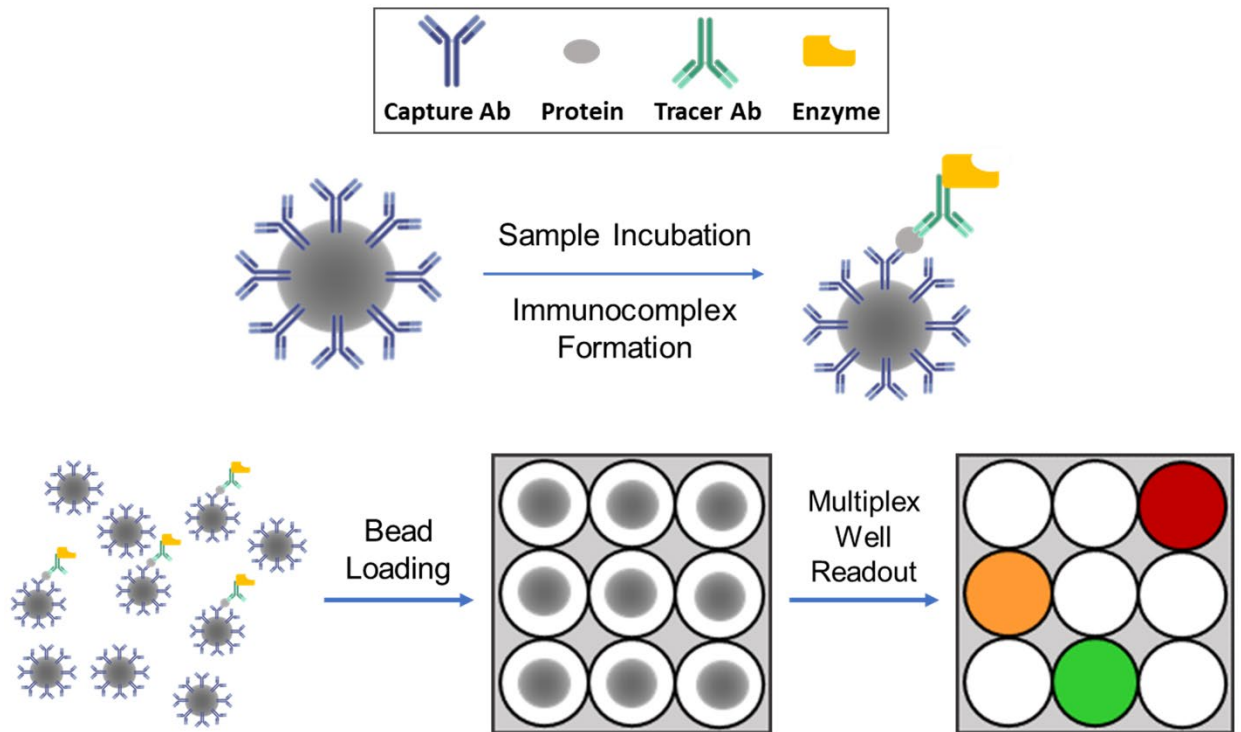 Capture Ab Protein Tracer Ab Enzyme
Sample Incubation
Immunocomplex
Formation
Bead
Loading
Multiplex
Well
Readout